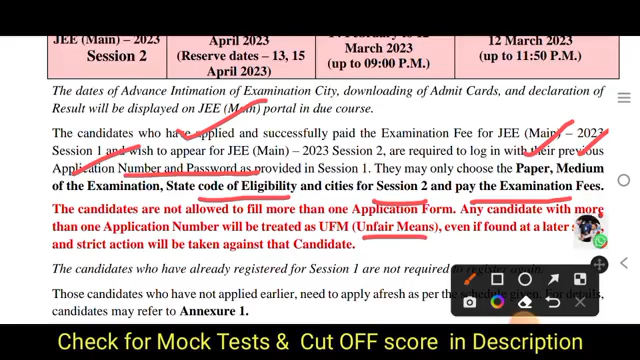 JEE (Main) – 2023
Session 2
April 2023
(Reserve dates – 13, 15
April 2023)
February to 12
March 2023
(up to 09:00 P.M.)
12 March 2023
(up to 11:50 P.M.)
The dates of Advance Intimation of Examination City, downloading of Admit Cards, and declaration of
Result will be displayed on JEE (Main) portal in due course.
The candidates who have applied and successfully paid the Examination Fee for JEE (Main) – 2023
Session 1 and wish to appear for JEE (Main) - 2023 Session 2, are required to log in with their previous
Application Number and Password as provided in Session 1. They may only choose the Paper, Medium
of the Examination, State code of Eligibility and cities for Session 2 and pay the Examination Fees.
The candidates are not allowed to fill more than one Application Form. Any candidate with more
than one Application Number will be treated as UFM (Unfair Means), even if found at a later
and strict action will be taken against that Candidate.
The candidates who have already registered for Session 1 are not required to register again.
Those candidates who have not applied earlier, need to apply afresh as per the schedule given. For details,
candidates may refer to Annexure 1.
Check for Mock Tests & Cut OFF score in Description